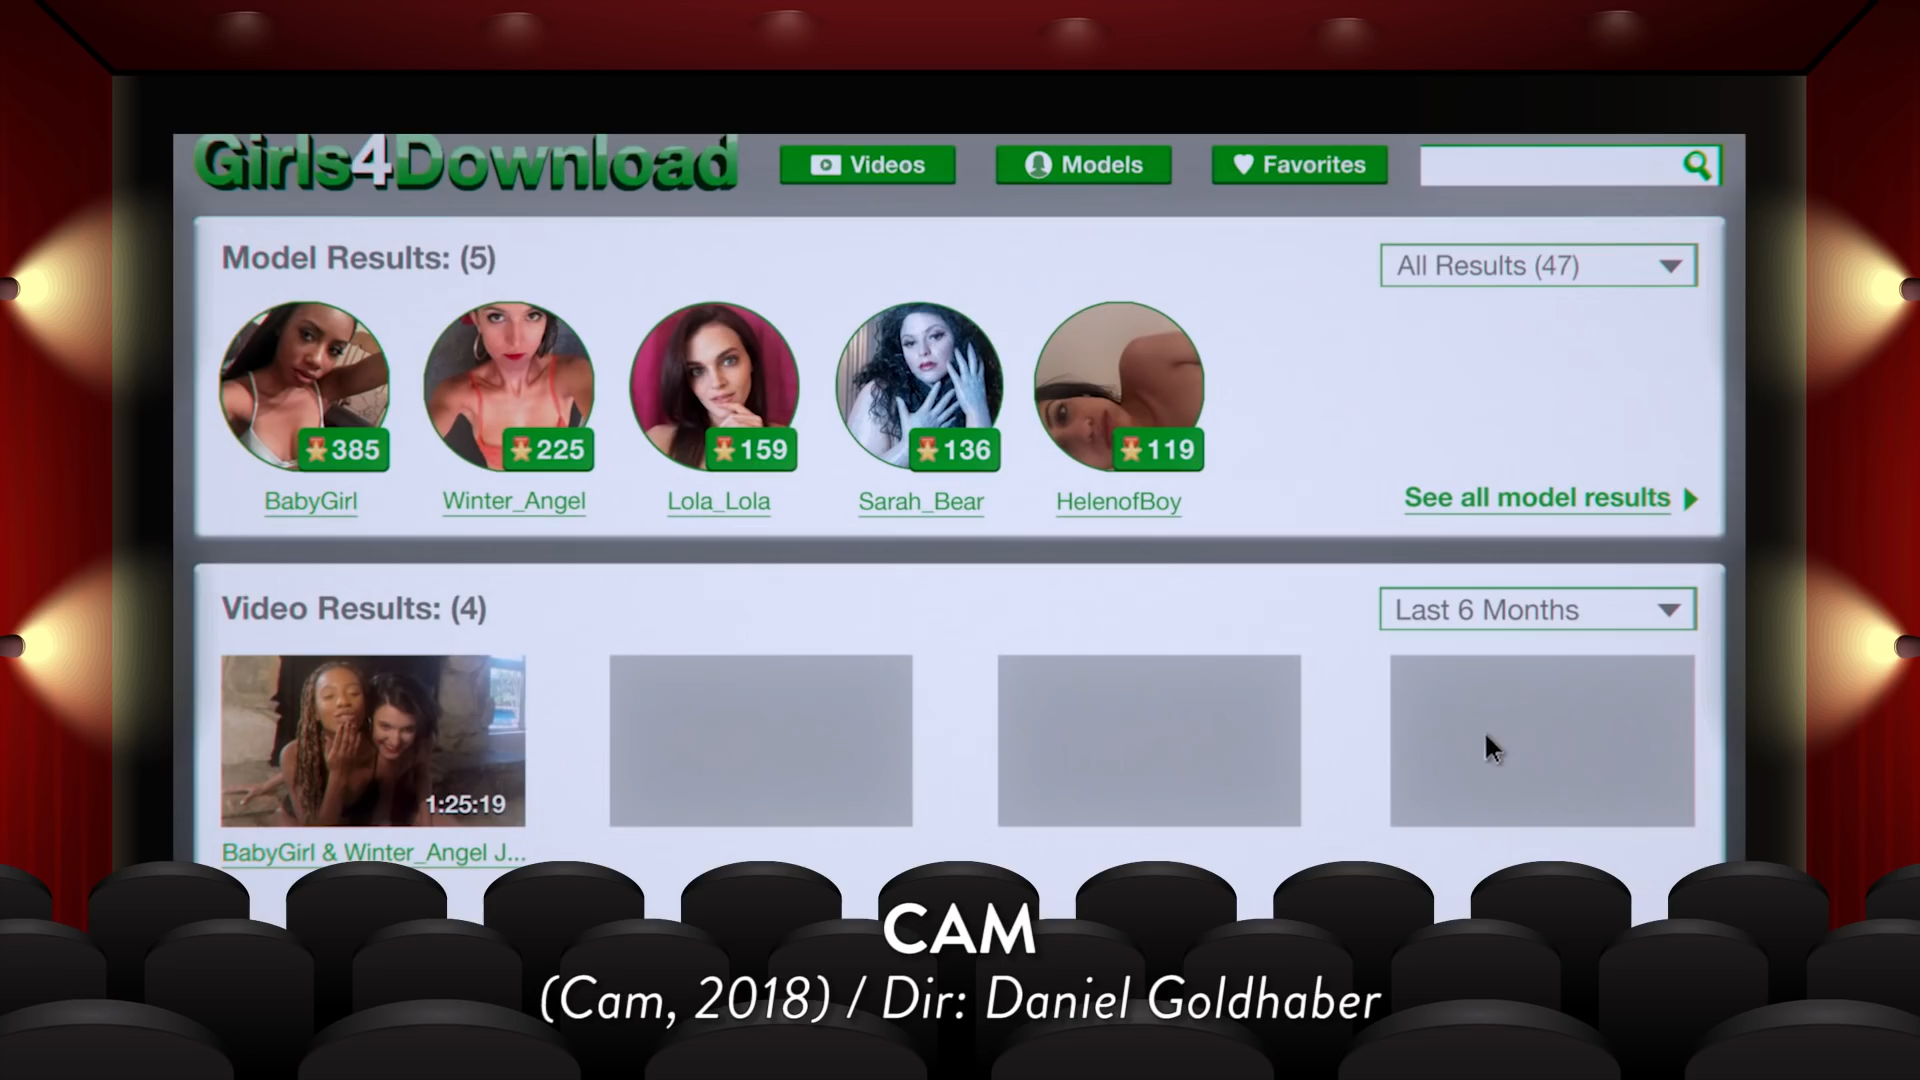 Girls4Download
Videos
Models
Favorites
Model Results: (5)
All Results (47)
385
225
159
136
119
BabyGirl
Winter_Angel
Lola_Lola
Sarah_Bear
HelenofBoy
See all model results
Video Results: (4)
Last 6 Months
1:25:19
BabyGirl & Winter_Angel J...
CAM
(Cam, 2018) / Dir: Daniel Goldhaber